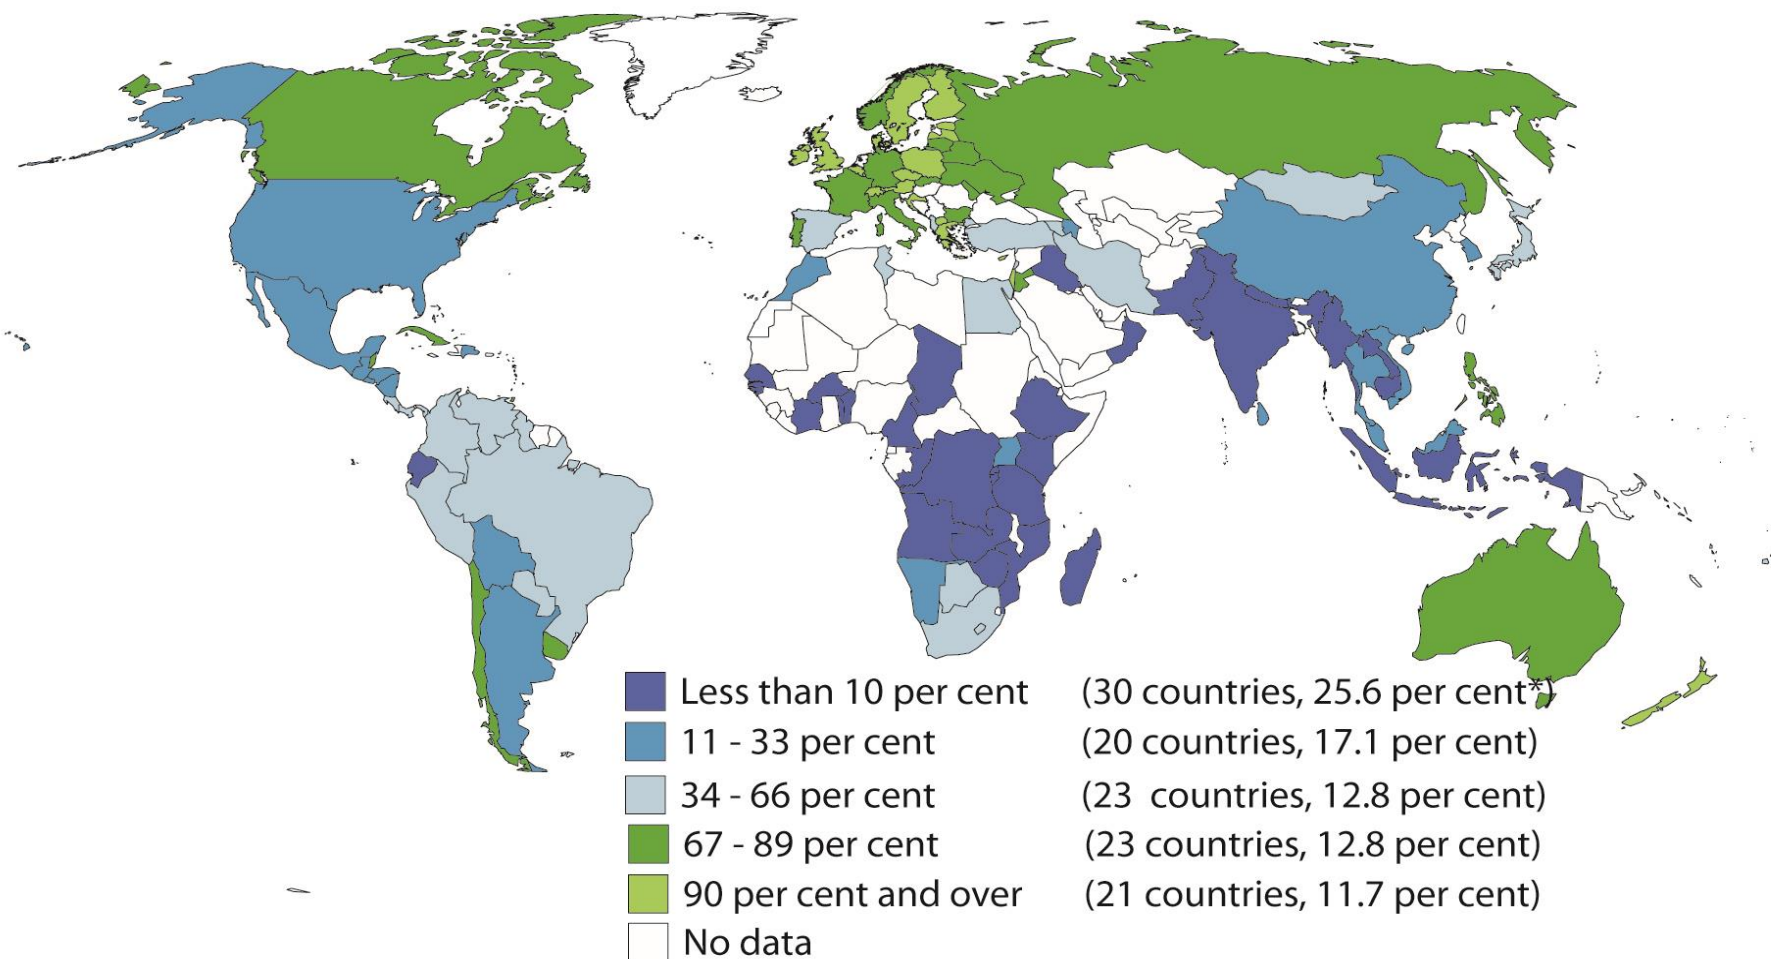 Less than 10 per cent (30 countries, 25.6 per cent*)
11 - 33 per cent (20 countries, 17.1 per cent)
34 - 66 per cent (23 countries, 12.8 per cent)
67 - 89 per cent (23 countries, 12.8 per cent)
90 per cent and over (21 countries, 11.7 per cent)
No data